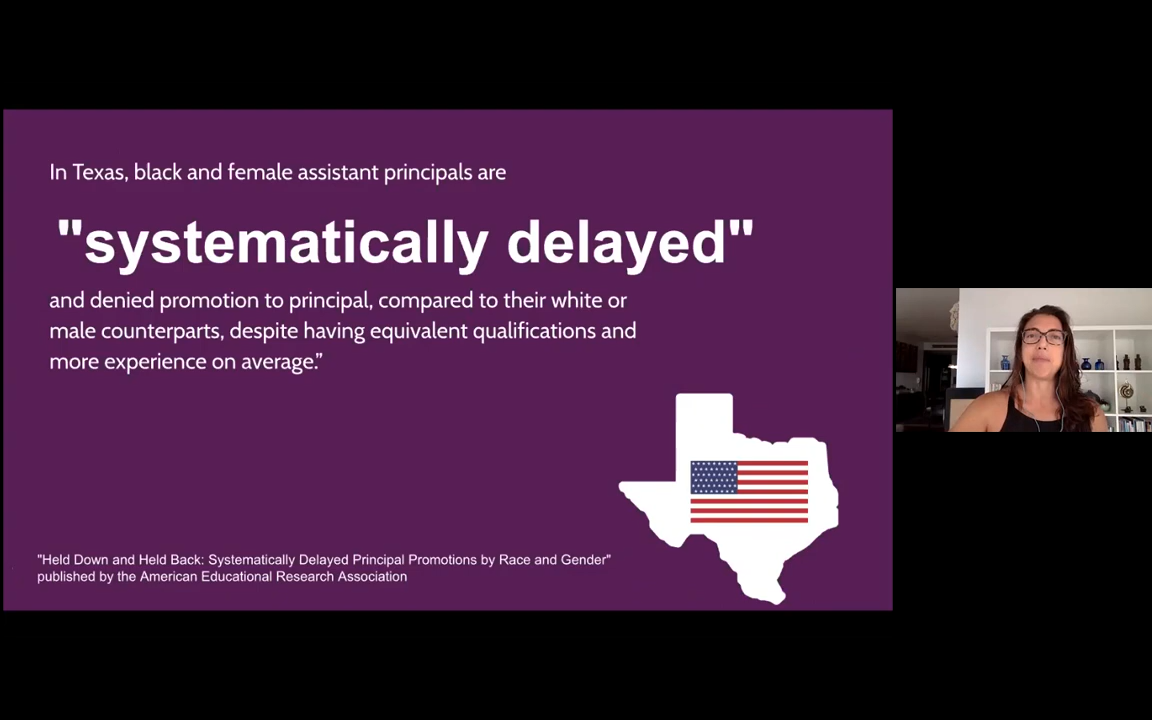 In Texas, black and female assistant principals are
"systematically delayed"
and denied promotion to principal, compared to their white or
male counterparts, despite having equivalent qualifications and
more experience on average.”
"Held Down and Held Back: Systematically Delayed Principal Promotions by Race and Gender"
published by the American Educational Research Association